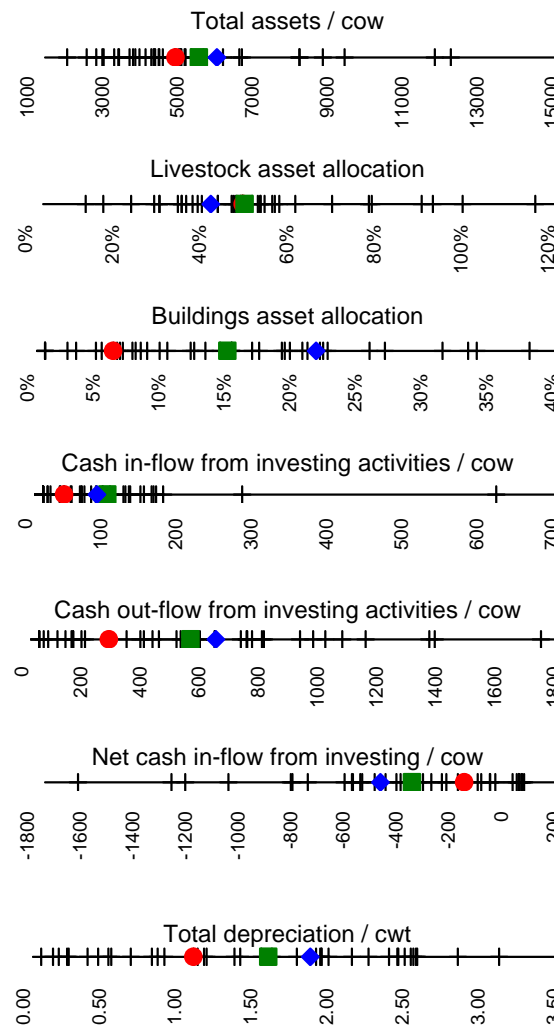 Total assets / cow
1000 3000 5000 7000 9000 11000 13000 15000
Livestock asset allocation
0% 20% 40% 60% 80% 100% 120%
Buildings asset allocation
0% 5% 10% 15% 20% 25% 30% 35% 40%
Cash in-flow from investing activities / cow
0 100 200 300 400 500 600 700
Cash out-flow from investing activities / cow
0 200 400 600 800 1000 1200 1400 1600 1800
Net cash in-flow from investing / cow
-1800 -1600 -1400 -1200 -1000 -800 -600 -400 -200 0 200
Total depreciation / cwt
0.00 0.50 1.00 1.50 2.00 2.50 3.00 3.50